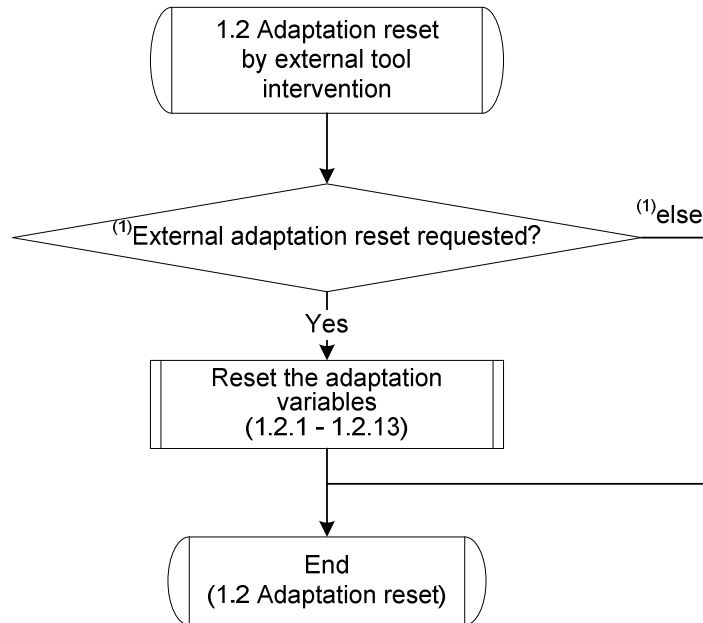 1.2 Adaptation reset
by external tool
intervention
(1)External adaptation reset requested?
(1)else
Yes
Reset the adaptation
variables
(1.2.1 - 1.2.13)
End
(1.2 Adaptation reset)